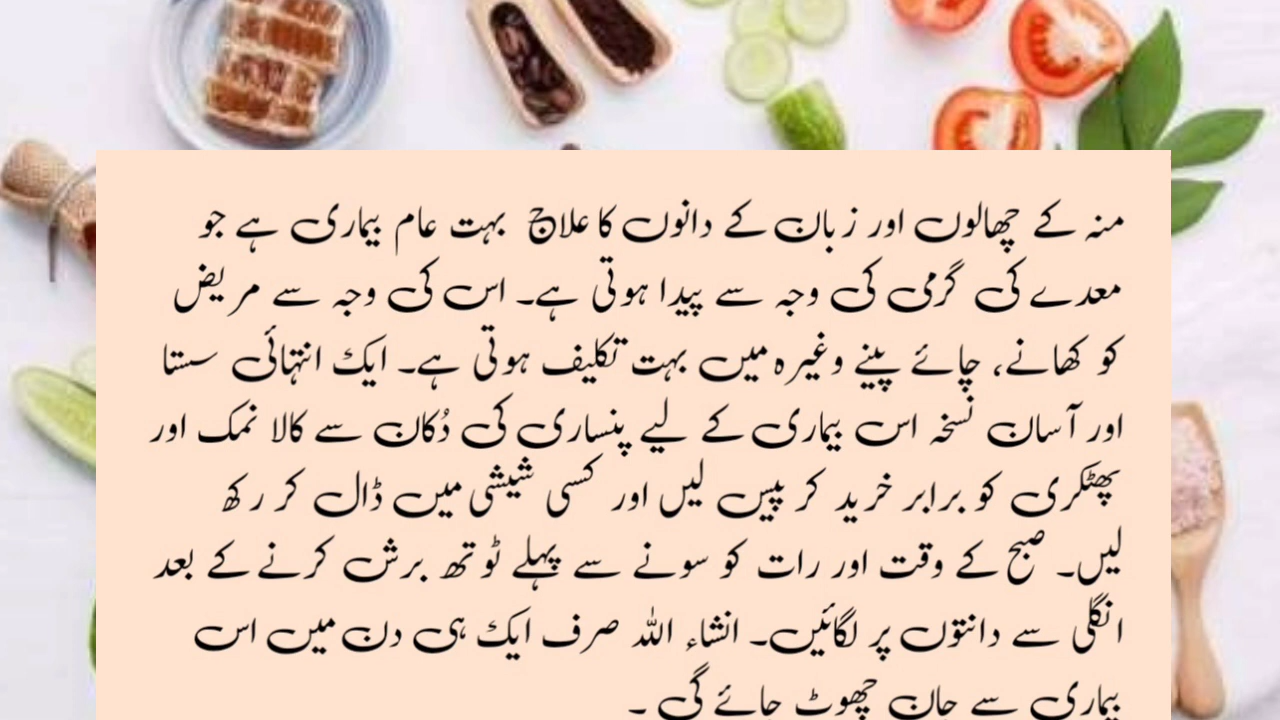 منہ کے چھالوں اور زبان کے دانوں کا علاج بہت عام بیماری ہے جو
معدے کی گرمی کی وجہ سے پیدا ہوتی ہے۔ اس کی وجہ سے مریض
کو کھانے، چائے پینے وغیرہ میں بہت تکلیف ہوتی ہے۔ ایک انتہائی سستا
اور آسان نسخہ اس بیماری کے لیے پنساری کی دُکان سے کالا نمک اور
پھٹکری کو برابر خرید کر پیس لیں اور کسی شیشی میں ڈال کر رکھ
لیں۔ صبح کے وقت اور رات کو سونے سے پہلے ٹوتھ برش کرنے کے بعد
انگلی سے دانتوں پر لگائیں۔ انشاء اللہ صرف ایک ہی دن میں اس
بیماری سے جان چھوٹ جائے گی ۔